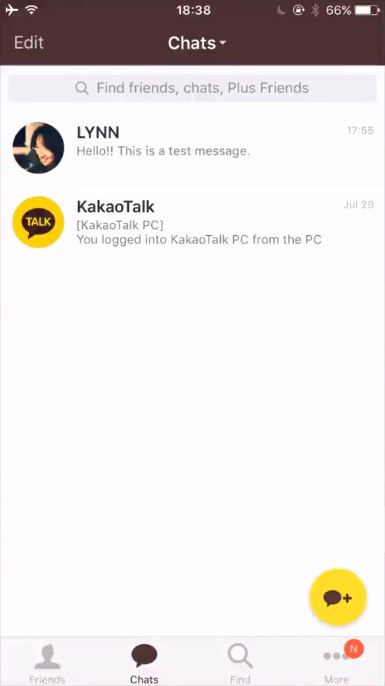 18:38
66%
Edit
Chats
Find friends, chats, Plus Friends
LYNN
17:55
Hello!! This is a test message.
KakaoTalk
Jul 29
TALK
[KakaoTalk PC]
You logged into KakaoTalk PC from the PC
N
Friends
Chats
Find
More